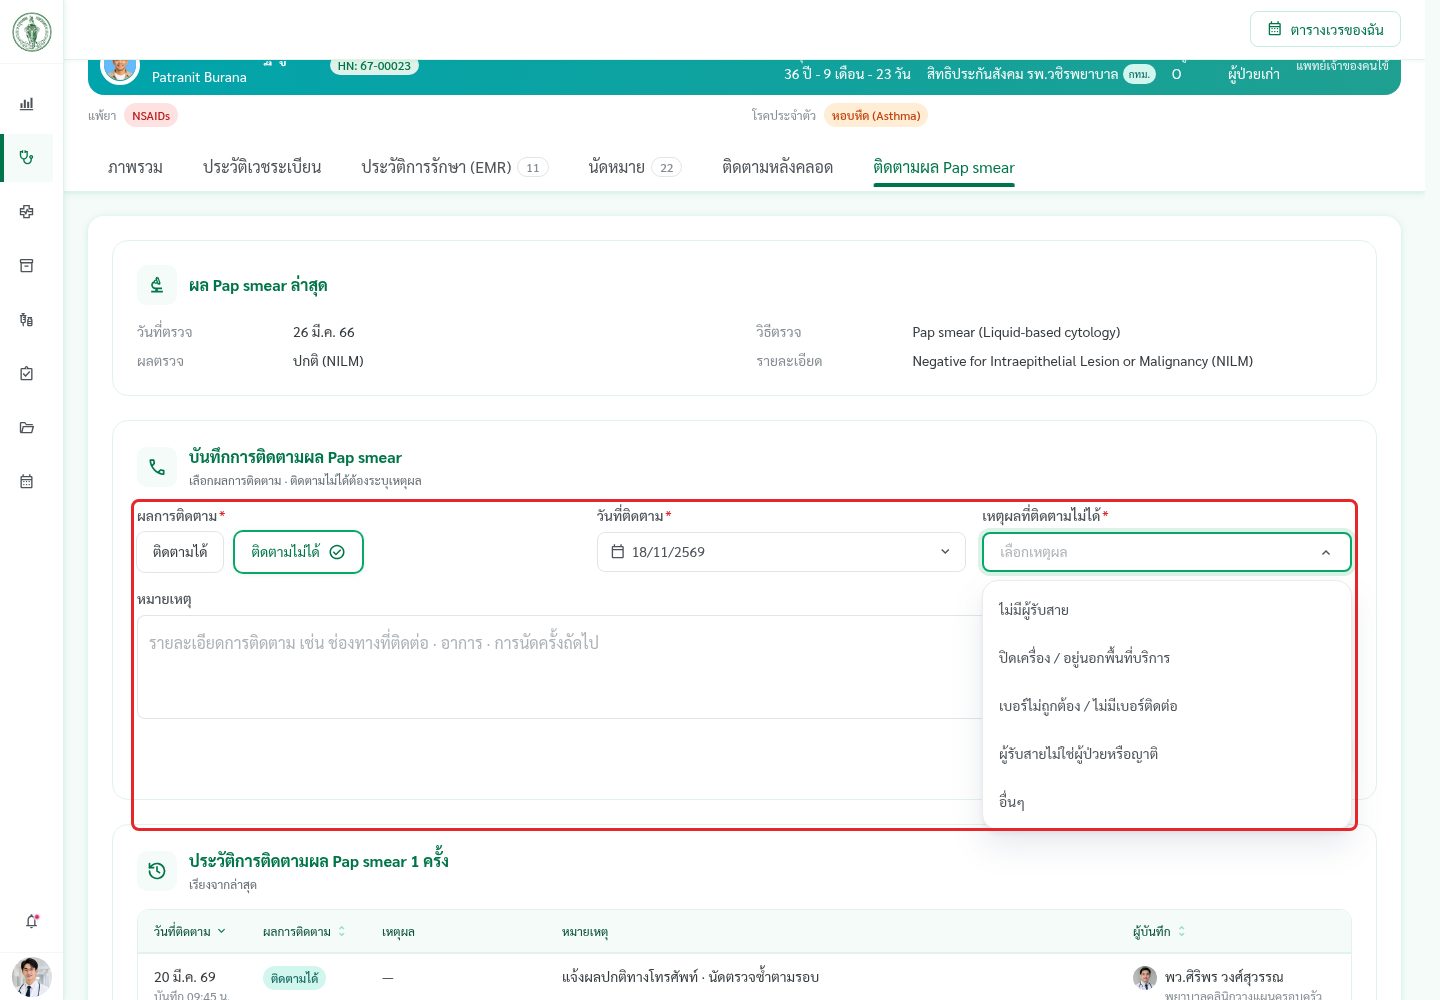 ตารางเวรของฉัน
Patranit Burana
HN: 67-00023
36 ปี - 9 เดือน - 23 วัน
สิทธิประกันสังคม รพ.วชิรพยาบาล
กทม.
O
ผู้ป่วยเก่า
แพทย์เจ้าของคนไข้
แพ้ยา NSAIDs
โรคประจำตัว หอบหืด (Asthma)
ภาพรวม ประวัติเวชระเบียน ประวัติการรักษา (EMR) 11 นัดหมาย 22 ติดตามหลังคลอด ติดตามผล Pap smear
ผล Pap smear ล่าสุด
วันที่ตรวจ 26 มี.ค. 66 วิธีตรวจ Pap smear (Liquid-based cytology)
ผลตรวจ ปกติ (NILM) รายละเอียด Negative for Intraepithelial Lesion or Malignancy (NILM)
บันทึกการติดตามผล Pap smear
เลือกผลการติดตาม · ติดตามไม่ได้ต้องระบุเหตุผล
ผลการติดตาม* วันที่ติดตาม* เหตุผลที่ติดตามไม่ได้*
ติดตามได้ ติดตามไม่ได้ 18/11/2569 เลือกเหตุผล
หมายเหตุ
รายละเอียดการติดตาม เช่น ช่องทางที่ติดต่อ · อาการ · การนัดครั้งถัดไป
ไม่มีผู้รับสาย
ปิดเครื่อง / อยู่นอกพื้นที่บริการ
เบอร์ไม่ถูกต้อง / ไม่มีเบอร์ติดต่อ
ผู้รับสายไม่ใช่ผู้ป่วยหรือญาติ
อื่นๆ
ประวัติการติดตามผล Pap smear 1 ครั้ง
เรียงจากล่าสุด
วันที่ติดตาม ผลการติดตาม เหตุผล หมายเหตุ ผู้บันทึก
20 มี.ค. 69 ติดตามได้ — แจ้งผลปกติทางโทรศัพท์ · นัดตรวจซ้ำตามรอบ พว.ศิริพร วงศ์สุวรรณ
บันทึก 09:45 น. พยาบาลคลินิกวางแผนครอบครัว